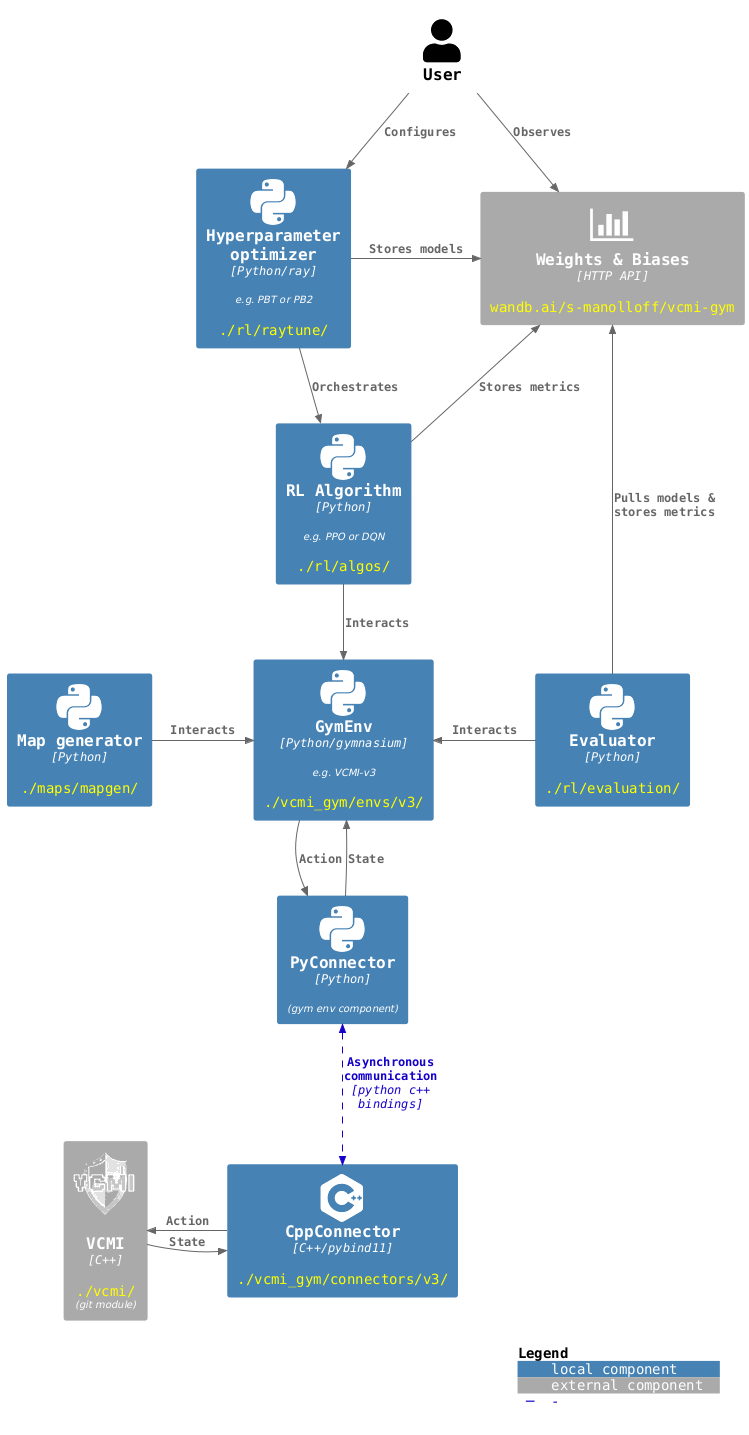 User
Configures
Observes
Hyperparameter
optimizer
[Python/ray]
e.g. PBT or PB2
./rl/raytune/
Stores models
Weights & Biases
[HTTP API]
wandb.ai/s-manolloff/vcmi-gym
Orchestrates
Stores metrics
RL Algorithm
[Python]
e.g. PPO or DQN
./rl/algos/
Pulls models &
stores metrics
Interacts
Map generator
[Python]
./maps/mapgen/
Interacts
GymEnv
[Python/gymnasium]
e.g. VCMI-v3
./vcmi_gym/envs/v3/
Interacts
Evaluator
[Python]
./rl/evaluation/
Action
State
PyConnector
[Python]
(gym env component)
Asynchronous
communication
[python c++
bindings]
VCMI
VCMI
[C++]
./vcmi/
(git module)
Action
State
C++
CppConnector
[C++/pybind11]
./vcmi_gym/connectors/v3/
Legend
local component
external component